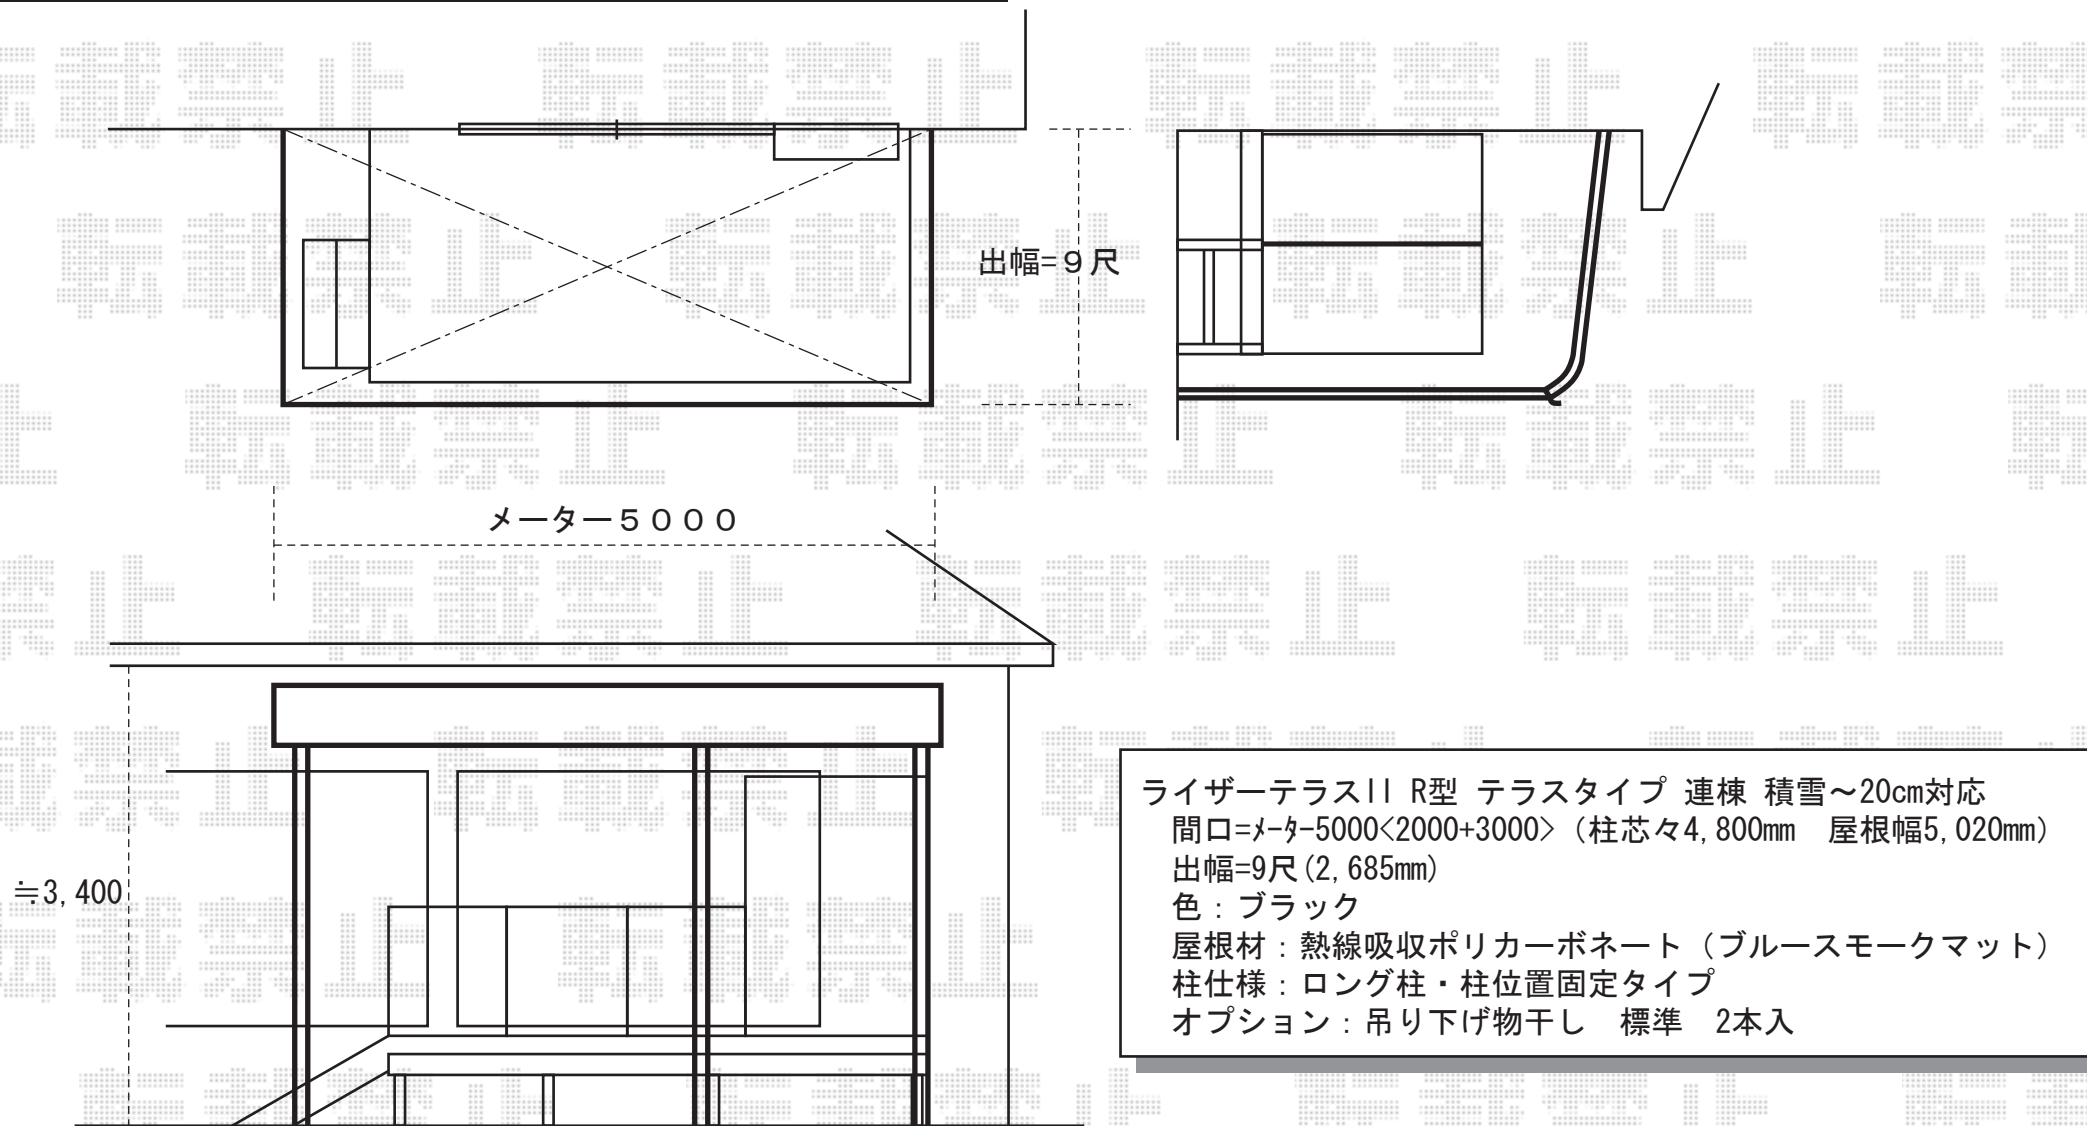 転載禁止
出幅=9尺
メーター5000
≒3,400
ライザーテラスII R型 テラスタイプ 連棟 積雪～20cm対応
間口=ﾒｰﾀｰ5000<2000+3000>（柱芯々4,800mm　屋根幅5,020mm）
出幅=9尺(2,685mm)
色：ブラック
屋根材：熱線吸収ポリカーボネート（ブルースモークマット）
柱仕様：ロング柱・柱位置固定タイプ
オプション：吊り下げ物干し　標準　2本入